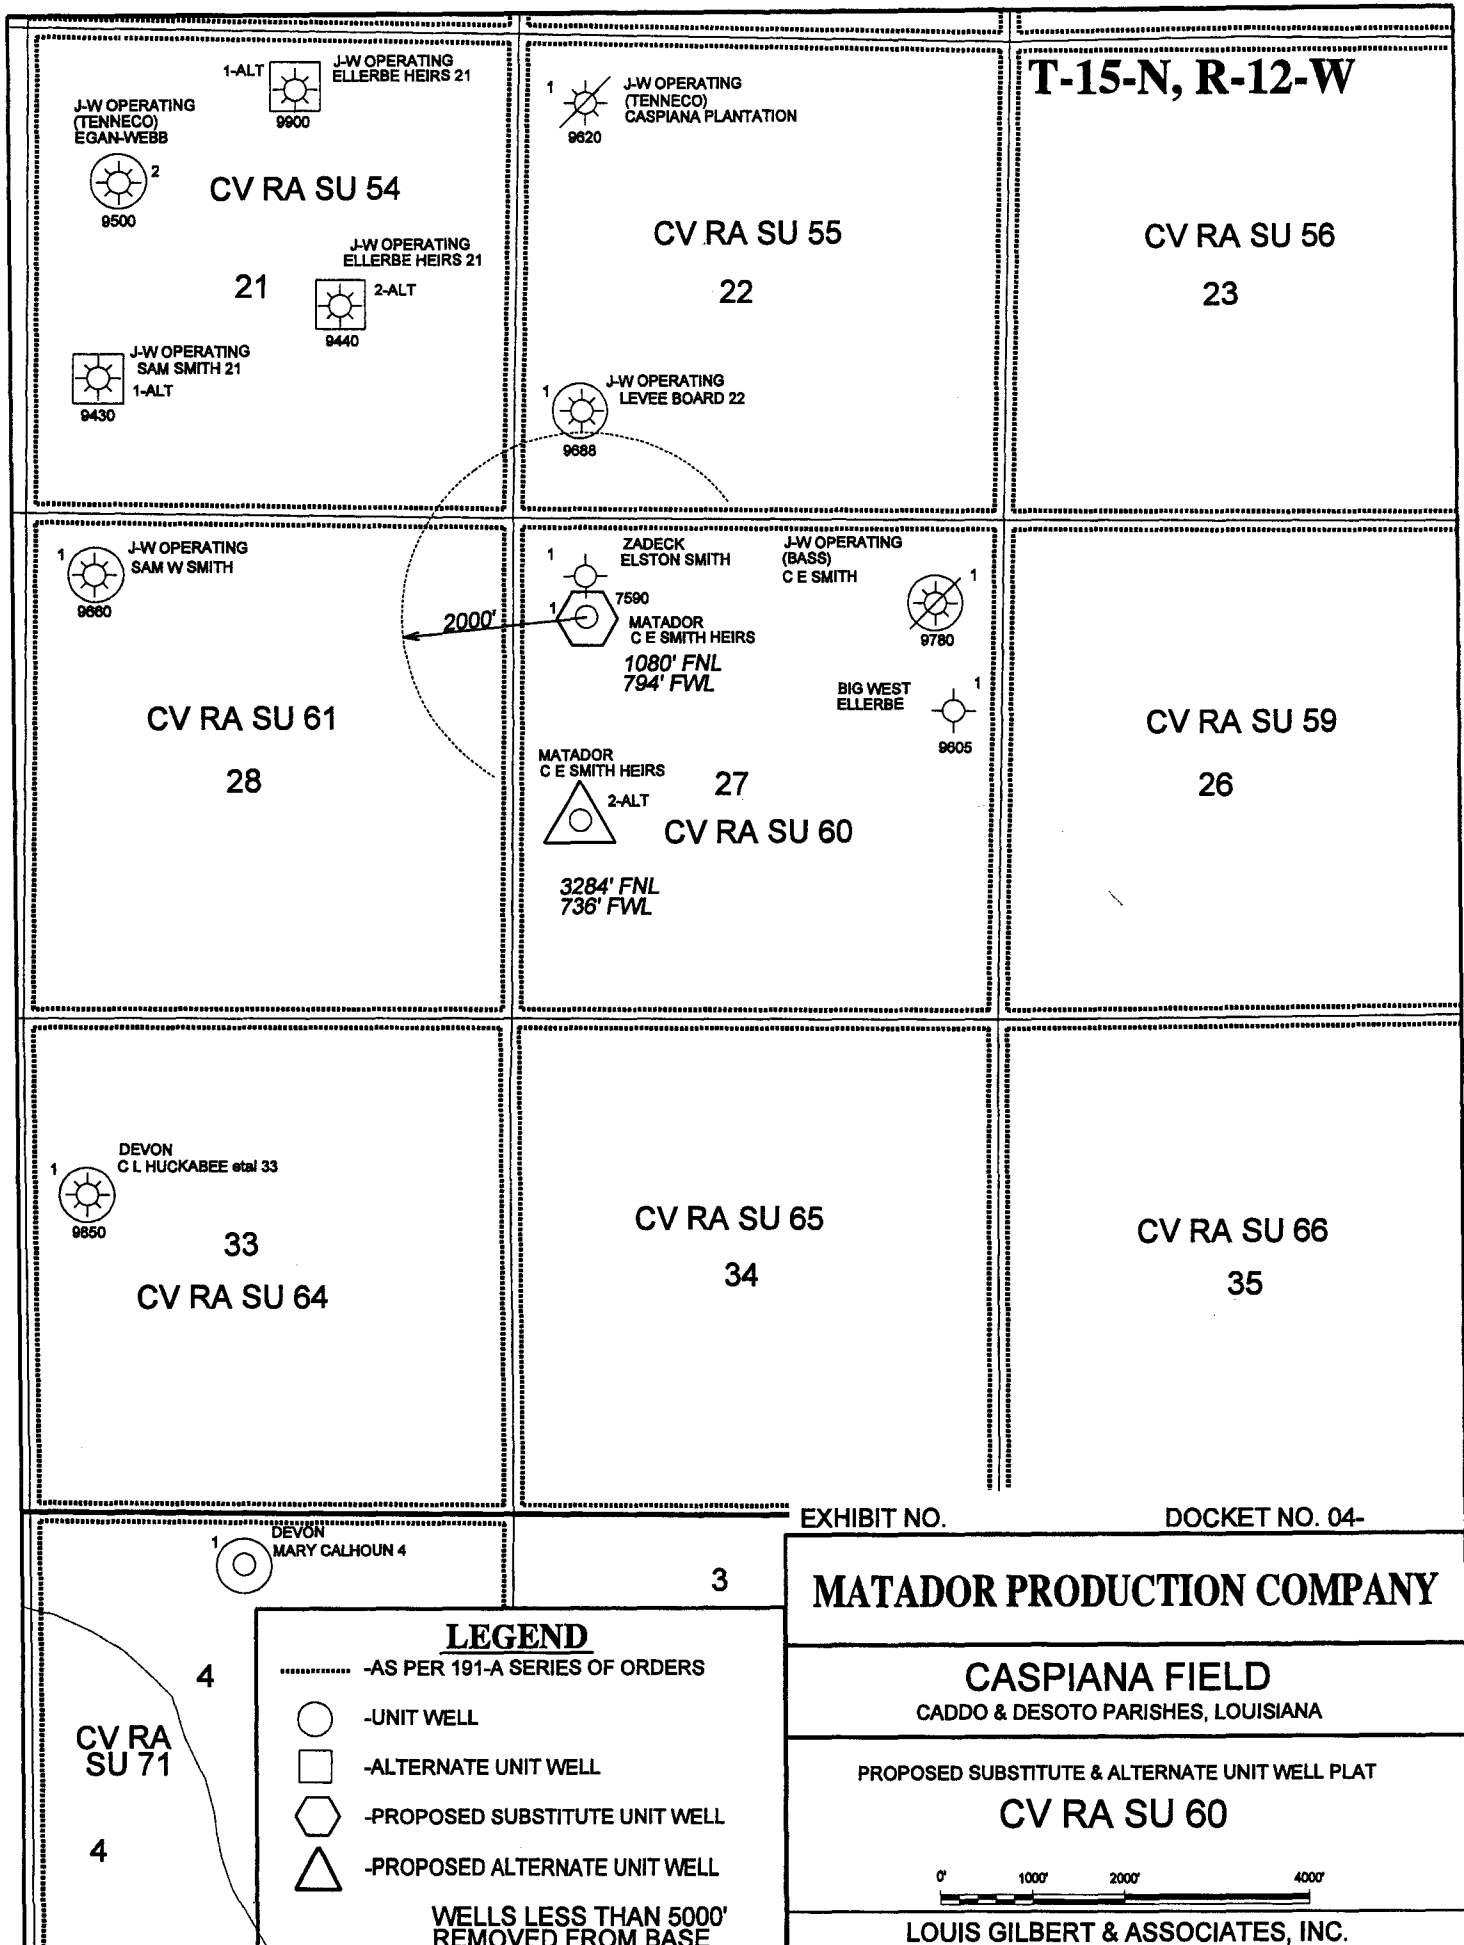 T-15-N, R-12-W
1-ALT
J-W OPERATING
ELLERBE HEIRS 21
9900
J-W OPERATING
(TENNECO)
EGAN-WEBB
2
9500
CV RA SU 54
J-W OPERATING
ELLERBE HEIRS 21
21
2-ALT
9440
J-W OPERATING
SAM SMITH 21
1-ALT
9430
1
J-W OPERATING
(TENNECO)
CASPIANA PLANTATION
9620
CV RA SU 55
22
1
J-W OPERATING
LEVEE BOARD 22
9688
CV RA SU 56
23
1
J-W OPERATING
SAM W SMITH
9660
2000'
CV RA SU 61
28
1
ZADECK
ELSTON SMITH
7590
1
MATADOR
C E SMITH HEIRS
1080' FNL
794' FWL
J-W OPERATING
(BASS)
C E SMITH
1
9780
BIG WEST
ELLERBE
1
9605
MATADOR
C E SMITH HEIRS
2-ALT
27
CV RA SU 60
3284' FNL
736' FWL
CV RA SU 59
26
DEVON
C L HUCKABEE etal 33
1
9850
33
CV RA SU 64
CV RA SU 65
34
CV RA SU 66
35
EXHIBIT NO.
DOCKET NO. 04-
1
DEVON
MARY CALHOUN 4
3
4
CV RA
SU 71
4
LEGEND
-AS PER 191-A SERIES OF ORDERS
-UNIT WELL
-ALTERNATE UNIT WELL
-PROPOSED SUBSTITUTE UNIT WELL
-PROPOSED ALTERNATE UNIT WELL
WELLS LESS THAN 5000'
REMOVED FROM BASE
MATADOR PRODUCTION COMPANY
CASPIANA FIELD
CADDO & DESOTO PARISHES, LOUISIANA
PROPOSED SUBSTITUTE & ALTERNATE UNIT WELL PLAT
CV RA SU 60
0' 1000' 2000' 4000'
LOUIS GILBERT & ASSOCIATES, INC.